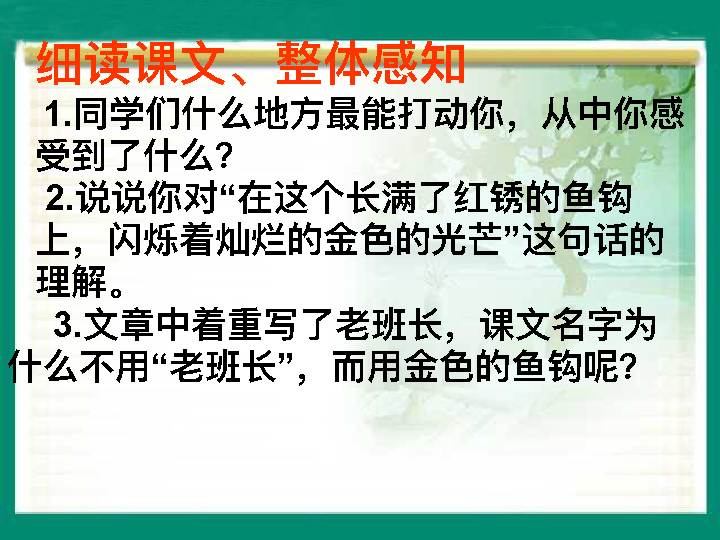 细读课文、整体感知
1.同学们什么地方最能打动你，从中你感
受到了什么？
2.说说你对“在这个长满了红锈的鱼钩
上，闪烁着灿烂的金色的光芒”这句话的
理解。
3.文章中着重写了老班长，课文名字为
什么不用“老班长”，而用金色的鱼钩呢？